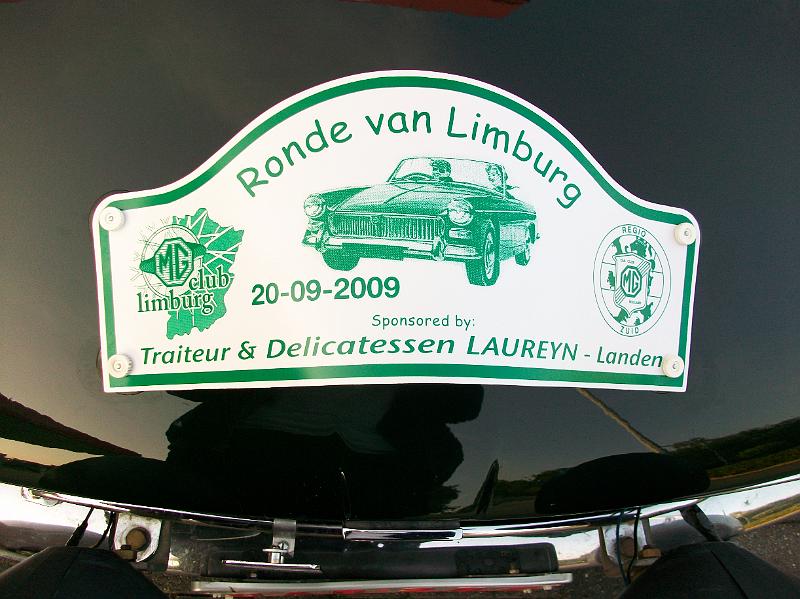 Ronde van Limburg
MG
club
limburg
20-09-2009
REGIO
MG
ZUID
Sponsored by:
Traiteur & Delicatessen LAUREYN - Landen